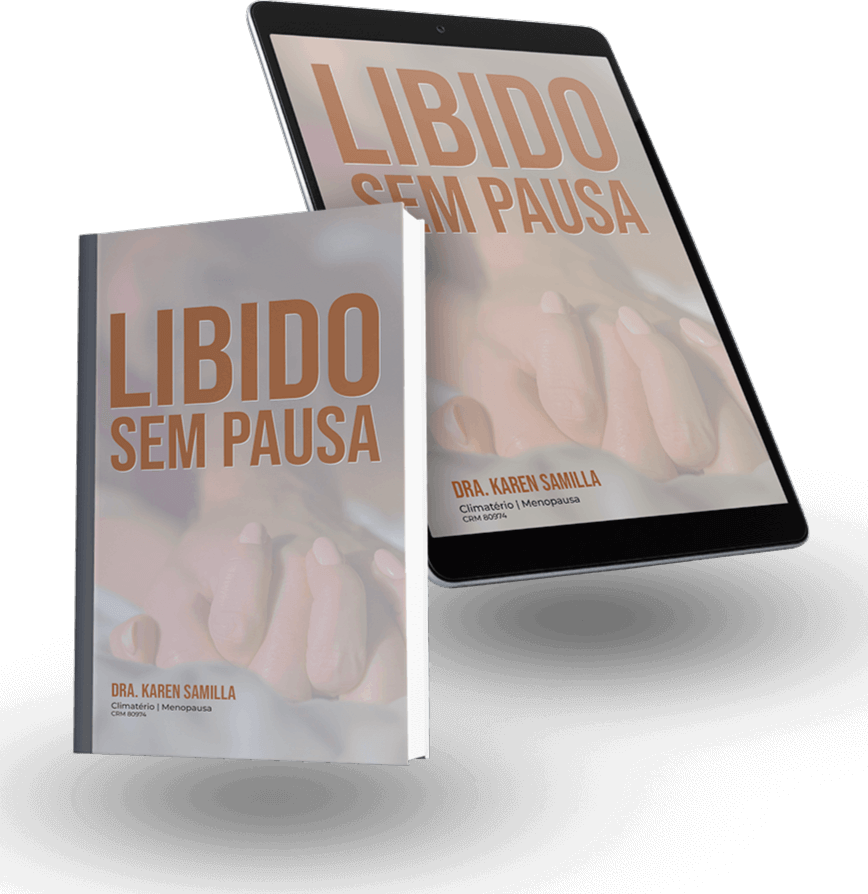 LIBIDO
SEM PAUSA
DRA. KAREN SAMILLA
Climatério | Menopausa
CRM 80974
LIBIDO
SEM PAUSA
DRA. KAREN SAMILLA
Climatério | Menopausa
CRM 80974